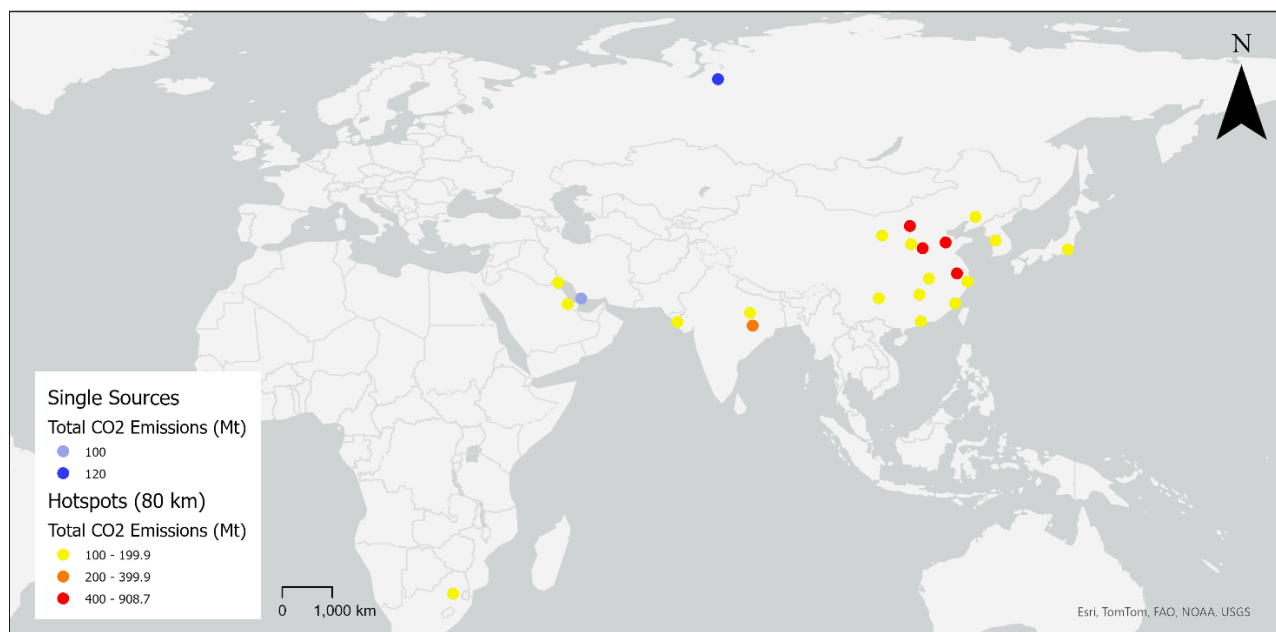 N
Single Sources
Total CO2 Emissions (Mt)
100
120
Hotspots (80 km)
Total CO2 Emissions (Mt)
100 - 199.9
200 - 399.9
400 - 908.7
0 1,000 km
Esri, TomTom, FAO, NOAA, USGS